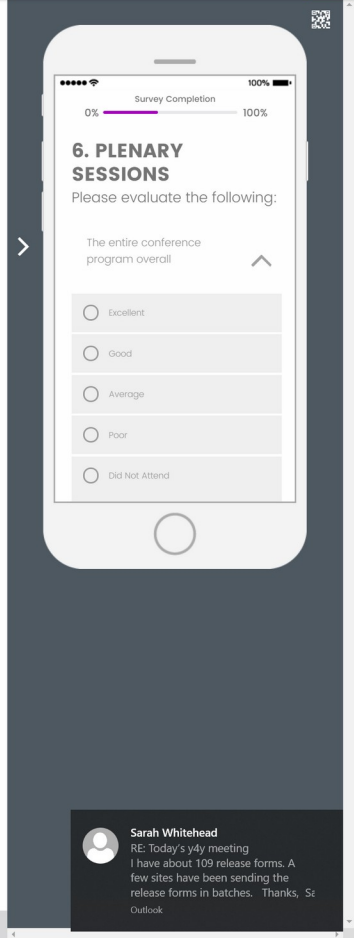 100%
Survey Completion
0% 100%
6. PLENARY
SESSIONS
Please evaluate the following:
The entire conference
program overall
Excellent
Good
Average
Poor
Did Not Attend
Sarah Whitehead
RE: Today's y4y meeting
I have about 109 release forms. A
few sites have been sending the
release forms in batches. Thanks,
Outlook